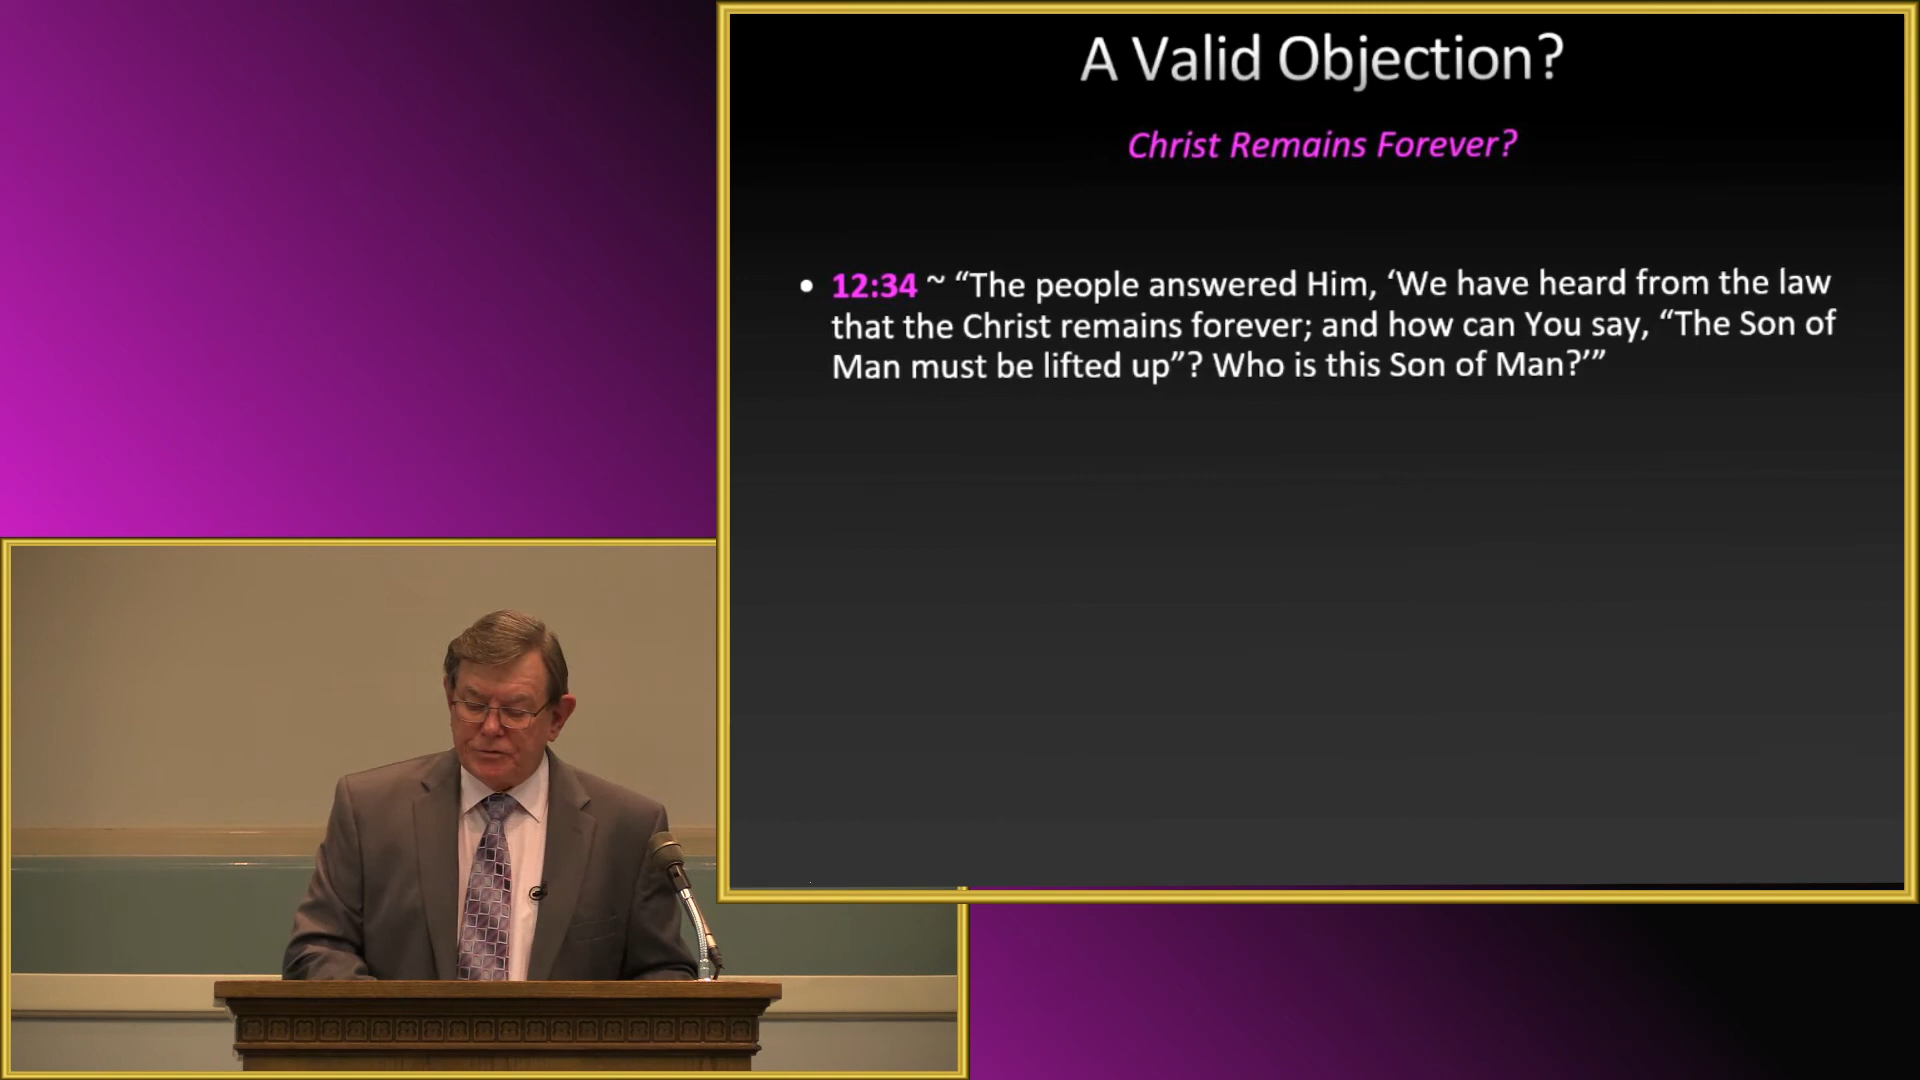 A Valid Objection?
Christ Remains Forever?
• 12:34 ~ “The people answered Him, ‘We have heard from the law
that the Christ remains forever; and how can You say, “The Son of
Man must be lifted up”? Who is this Son of Man?’”